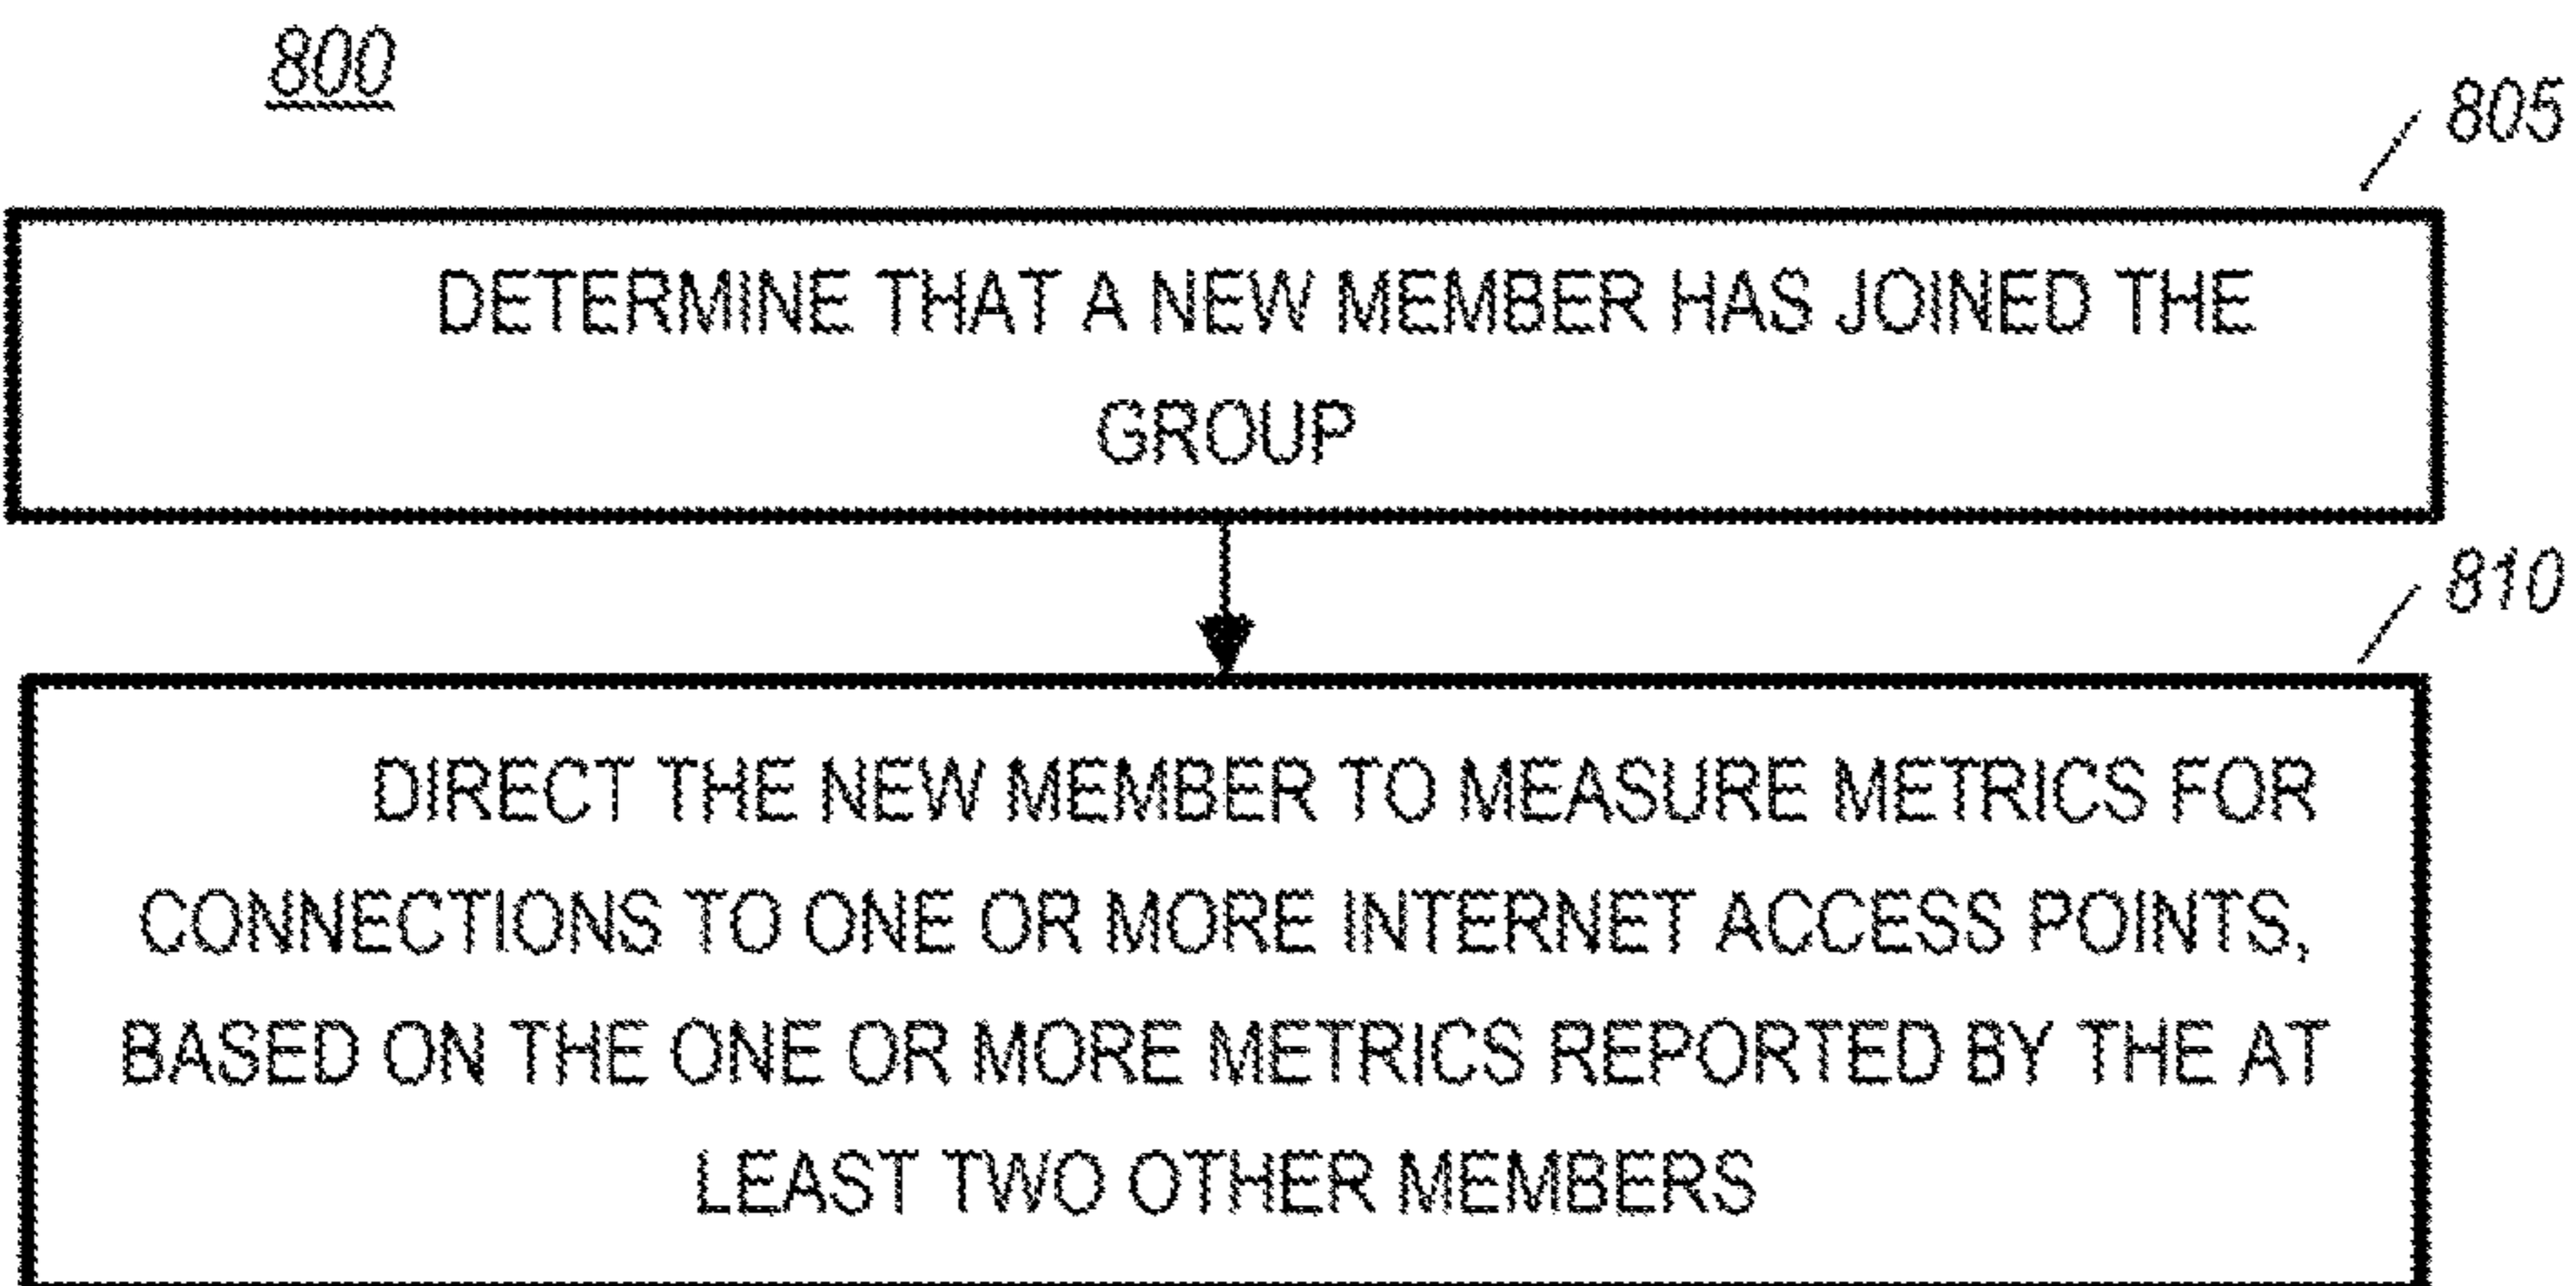 800
805
DETERMINE THAT A NEW MEMBER HAS JOINED THE
GROUP
810
DIRECT THE NEW MEMBER TO MEASURE METRICS FOR
CONNECTIONS TO ONE OR MORE INTERNET ACCESS POINTS,
BASED ON THE ONE OR MORE METRICS REPORTED BY THE AT
LEAST TWO OTHER MEMBERS